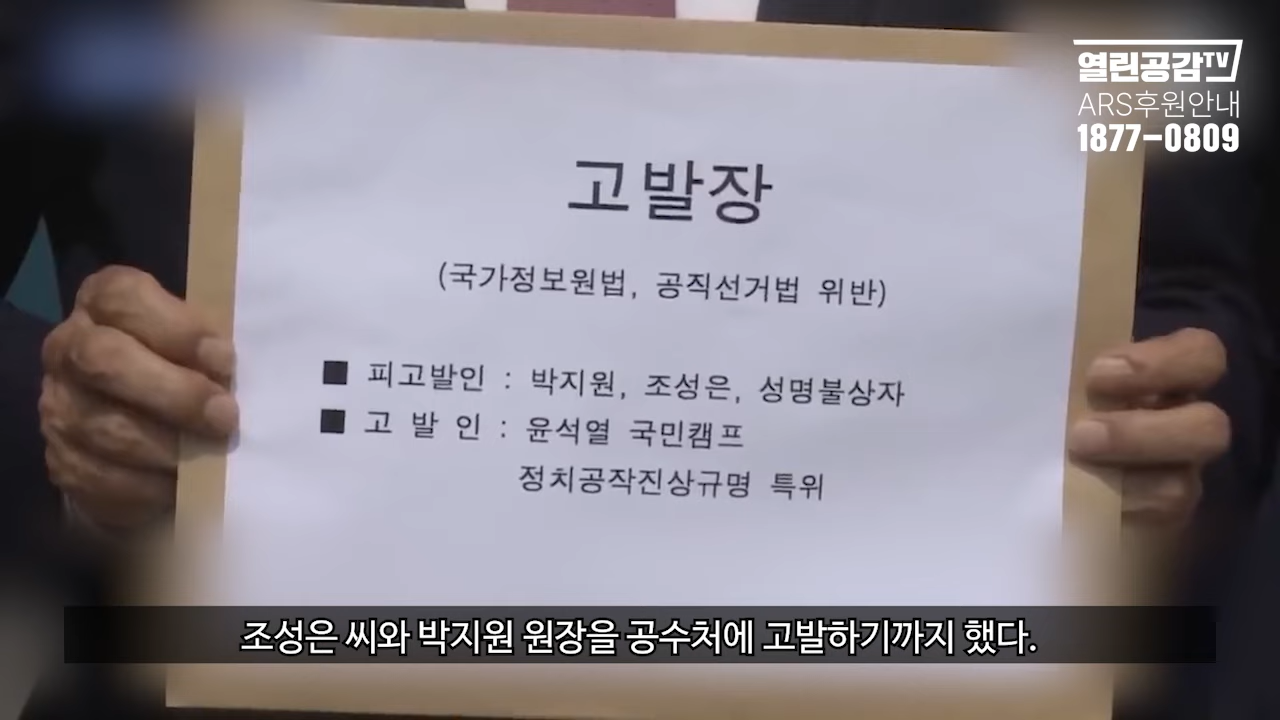 열린공감TV
ARS후원안내
1877-0809
고발장
(국가정보원법, 공직선거법 위반)
■ 피고발인 : 박지원, 조성은, 성명불상자
■ 고 발 인 : 윤석열 국민캠프
정치공작진상규명 특위
조성은 씨와 박지원 원장을 공수처에 고발하기까지 했다.